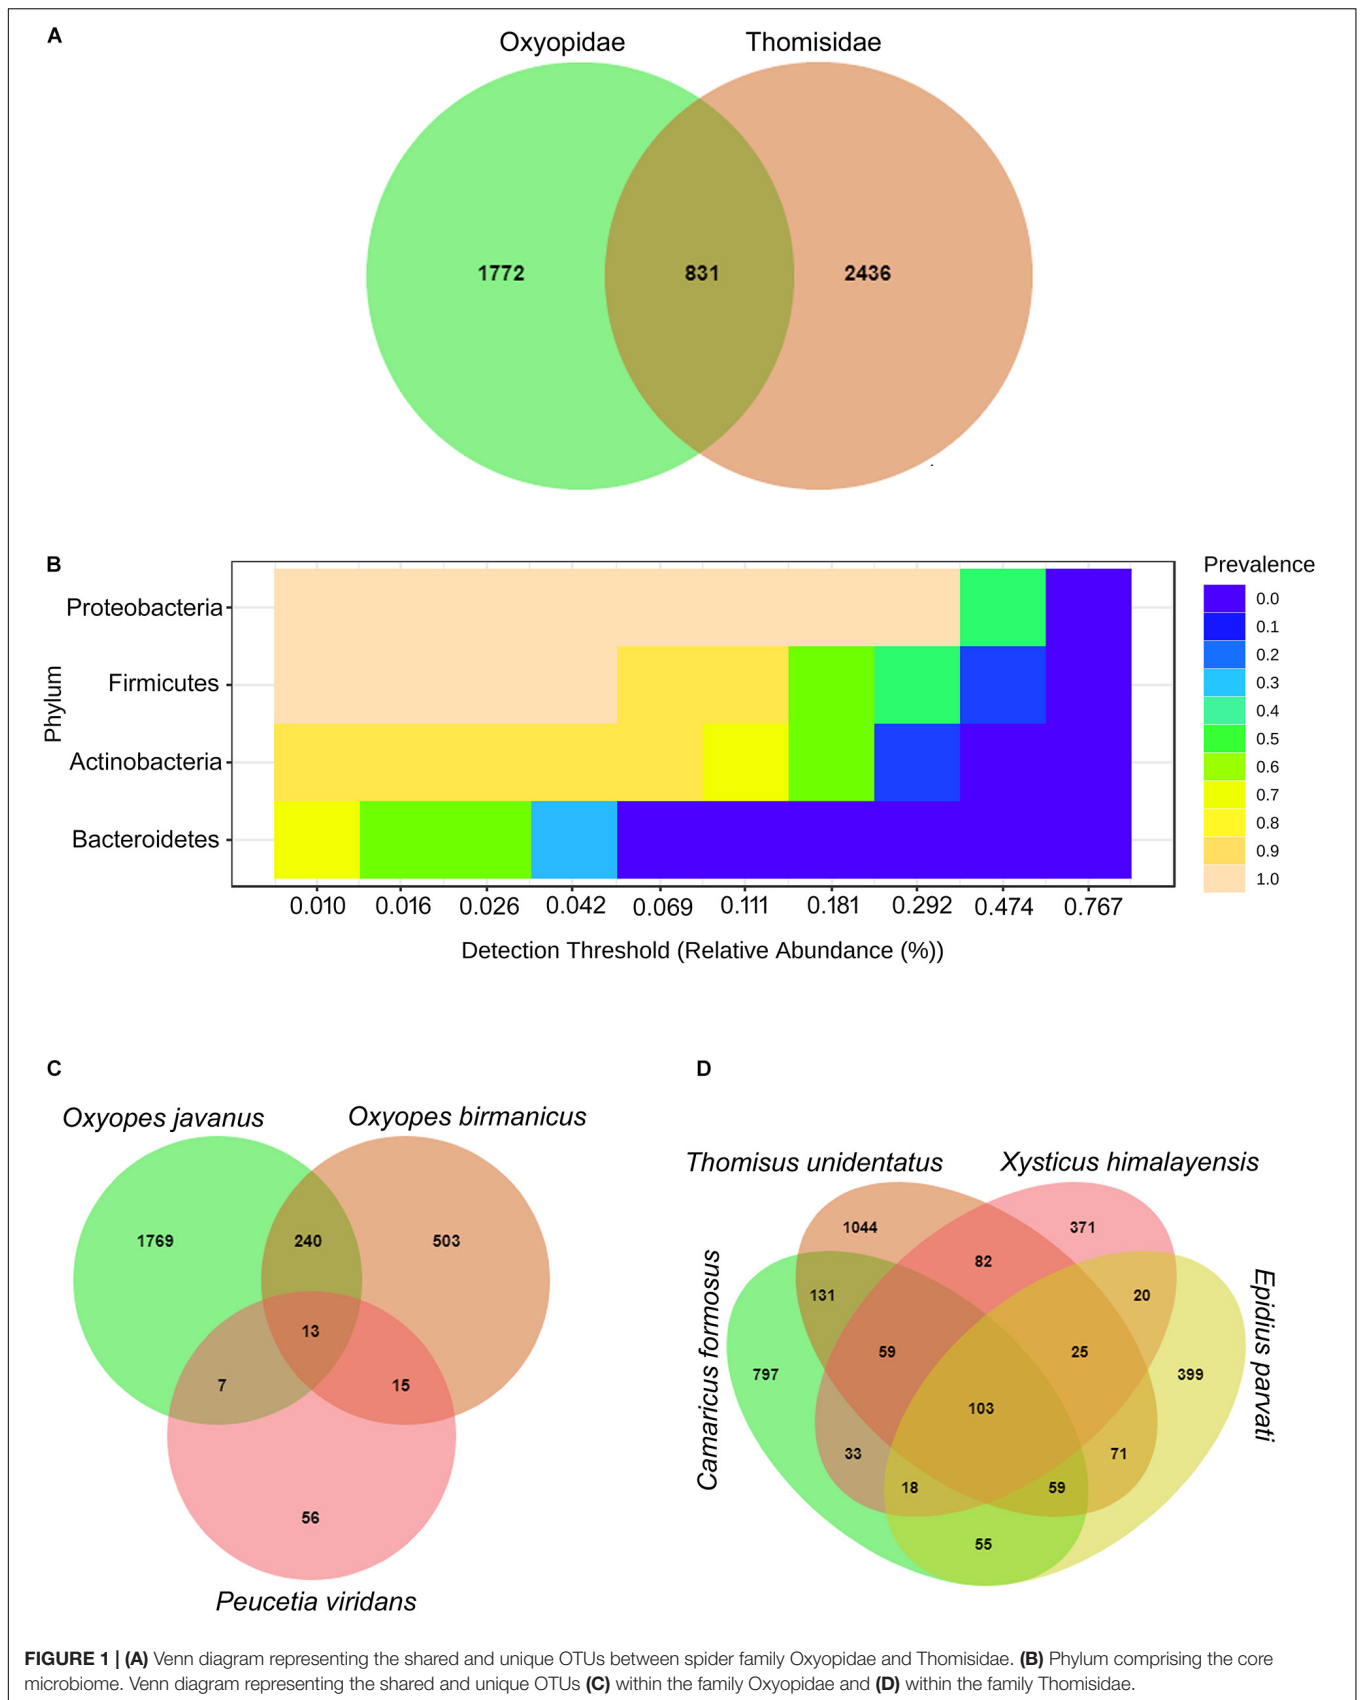 A
Oxyopidae
Thomisidae
1772
831
2436
B
Prevalence
0.0
0.1
0.2
0.3
0.4
0.5
0.6
0.7
0.8
0.9
1.0
Phylum
Proteobacteria
Firmicutes
Actinobacteria
Bacteroidetes
0.010 0.016 0.026 0.042 0.069 0.111 0.181 0.292 0.474 0.767
Detection Threshold (Relative Abundance (%))
C
Oxyopes javanus
Oxyopes birmanicus
1769
240
503
13
7
15
56
Peucetia viridans
D
Thomisus unidentatus
Xysticus himalayensis
Camaricus formosus
Epidius parvati
1044
371
82
131
20
59
25
797
399
103
33
71
18
59
55
FIGURE 1 | (A) Venn diagram representing the shared and unique OTUs between spider family Oxyopidae and Thomisidae. (B) Phylum comprising the core
microbiome. Venn diagram representing the shared and unique OTUs (C) within the family Oxyopidae and (D) within the family Thomisidae.